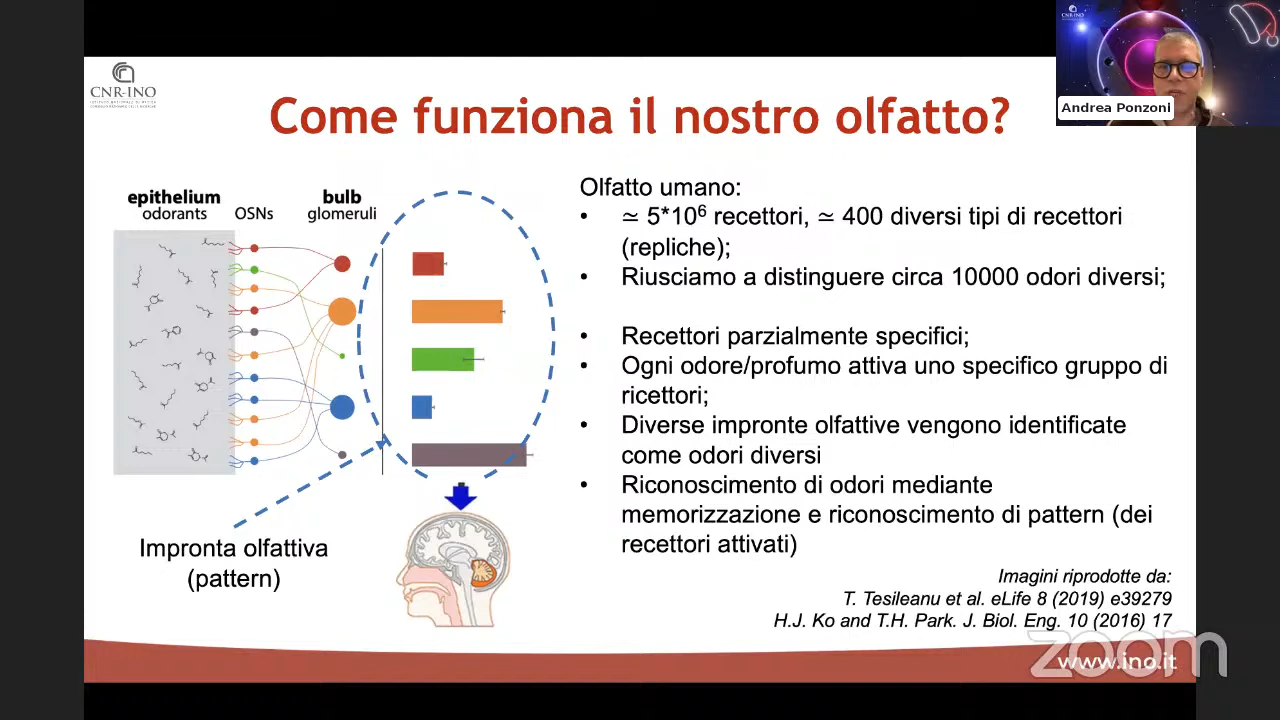 CNR-INO
Andrea Ponzoni
CNR-INO
Come funziona il nostro olfatto?
epithelium
odorants
OSNs
bulb
glomeruli
Impronta olfattiva
(pattern)
Olfatto umano:
• ≃ 5*10⁶ recettori, ≃ 400 diversi tipi di recettori
(repliche);
• Riusciamo a distinguere circa 10000 odori diversi;
• Recettori parzialmente specifici;
• Ogni odore/profumo attiva uno specifico gruppo di
ricettori;
• Diverse impronte olfattive vengono identificate
come odori diversi
• Riconoscimento di odori mediante
memorizzazione e riconoscimento di pattern (dei
recettori attivati)
Imagini riprodotte da:
T. Tesileanu et al. eLife 8 (2019) e39279
H.J. Ko and T.H. Park. J. Biol. Eng. 10 (2016) 17
www.ino.it
zoom